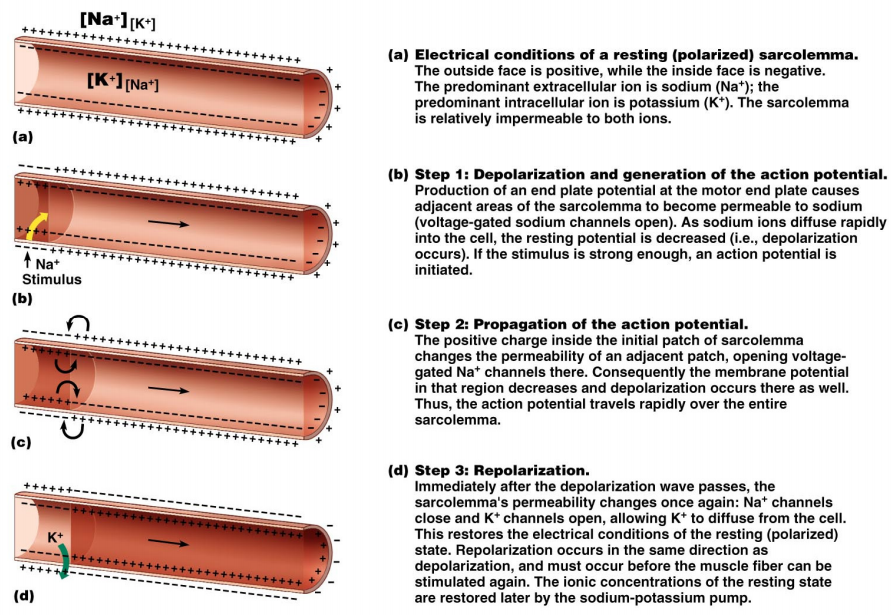 [Na+] [K+]
[K+] [Na+]
(a)
(a) Electrical conditions of a resting (polarized) sarcolemma.
The outside face is positive, while the inside face is negative.
The predominant extracellular ion is sodium (Na+); the
predominant intracellular ion is potassium (K+). The sarcolemma
is relatively impermeable to both ions.
Na+
Stimulus
(b)
(b) Step 1: Depolarization and generation of the action potential.
Production of an end plate potential at the motor end plate causes
adjacent areas of the sarcolemma to become permeable to sodium
(voltage-gated sodium channels open). As sodium ions diffuse rapidly
into the cell, the resting potential is decreased (i.e., depolarization
occurs). If the stimulus is strong enough, an action potential is
initiated.
(c)
(c) Step 2: Propagation of the action potential.
The positive charge inside the initial patch of sarcolemma
changes the permeability of an adjacent patch, opening voltage-
gated Na+ channels there. Consequently the membrane potential
in that region decreases and depolarization occurs there as well.
Thus, the action potential travels rapidly over the entire
sarcolemma.
K+
(d)
(d) Step 3: Repolarization.
Immediately after the depolarization wave passes, the
sarcolemma's permeability changes once again: Na+ channels
close and K+ channels open, allowing K+ to diffuse from the cell.
This restores the electrical conditions of the resting (polarized)
state. Repolarization occurs in the same direction as
depolarization, and must occur before the muscle fiber can be
stimulated again. The ionic concentrations of the resting state
are restored later by the sodium-potassium pump.